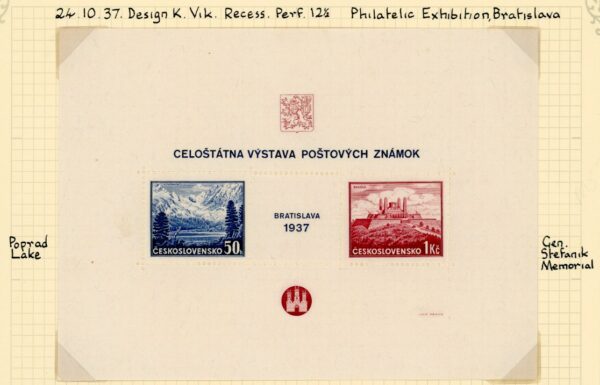 24.10.37. Design K. Vik. Recess. Perf. 12½ Philatelic Exhibition, Bratislava
CELOŠTÁTNA VÝSTAVA POŠTOVÝCH ZNÁMOK
50h
ČESKOSLOVENSKO
BRATISLAVA
1937
1Kč
ČESKOSLOVENSKO
Poprad
Lake
Gen.
Stefanik
Memorial